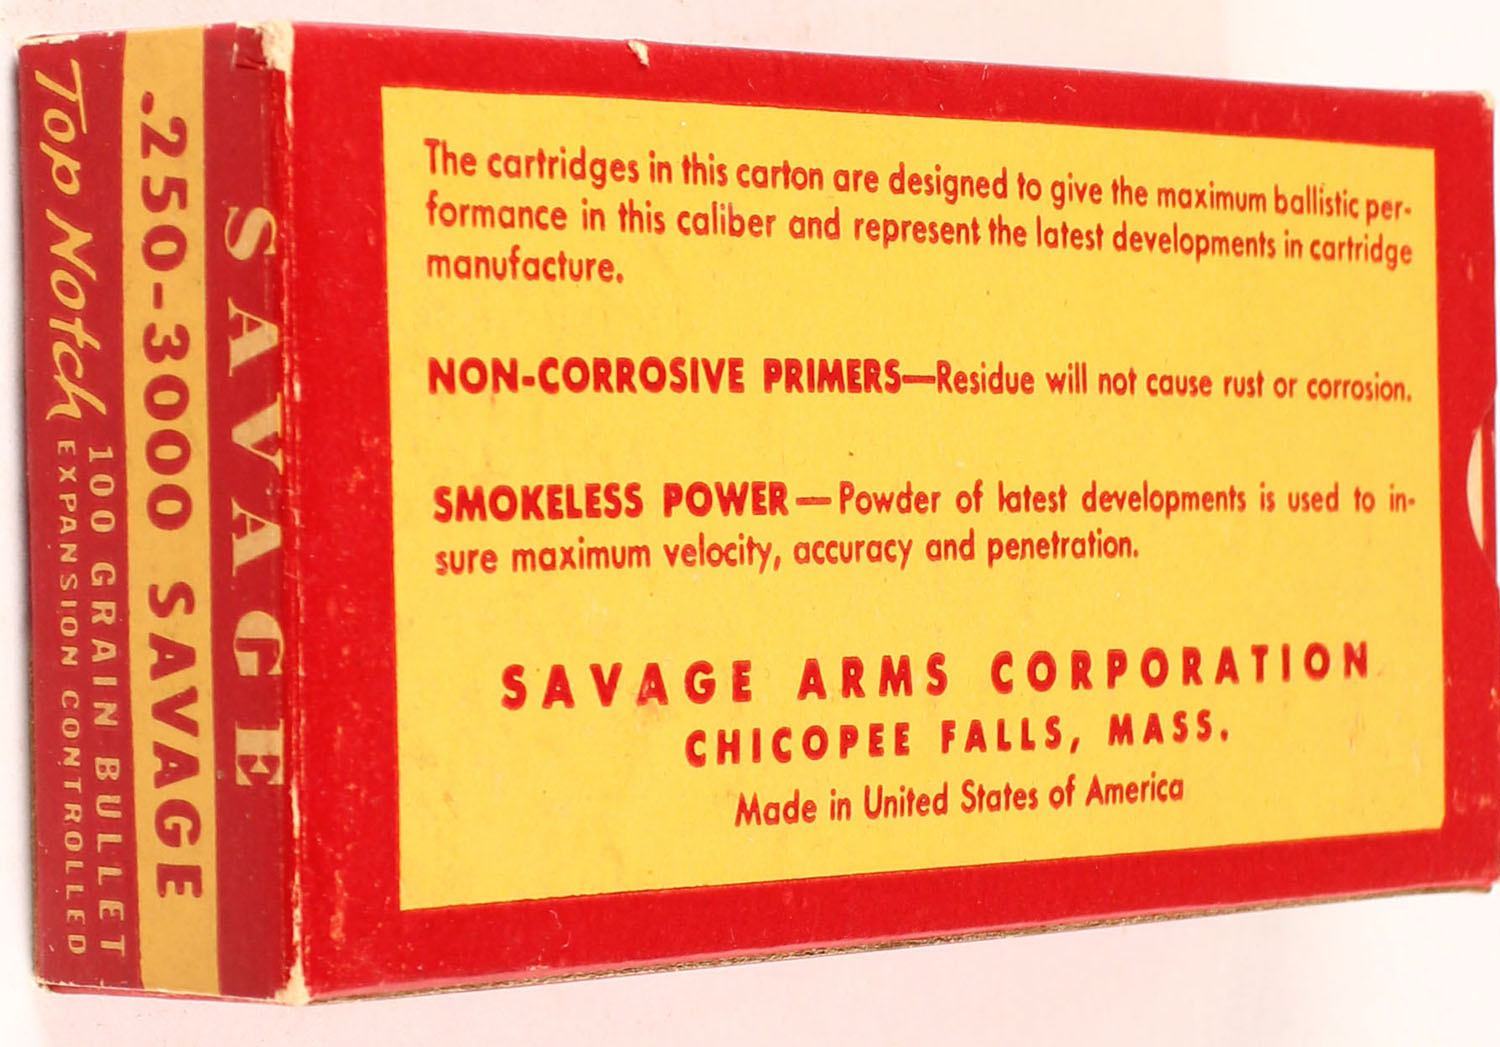 SAVAGE
.250-3000 SAVAGE
Top Notch 100 GRAIN BULLET
EXPANSION CONTROLLED
The cartridges in this carton are designed to give the maximum ballistic per-
formance in this caliber and represent the latest developments in cartridge
manufacture.
NON-CORROSIVE PRIMERS—Residue will not cause rust or corrosion.
SMOKELESS POWER—Powder of latest developments is used to in-
sure maximum velocity, accuracy and penetration.
SAVAGE ARMS CORPORATION
CHICOPEE FALLS, MASS.
Made in United States of America